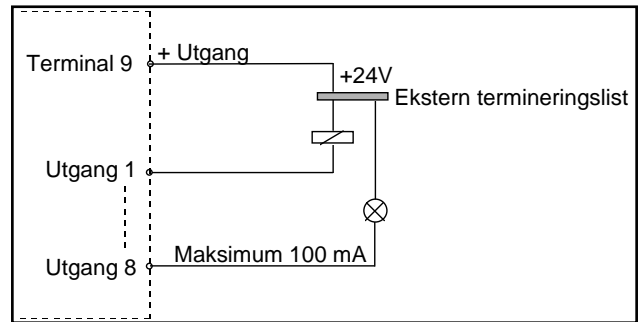 Terminal 9
+ Utgang
+24V
Ekstern termineringslist
Utgang 1
Utgang 8
Maksimum 100 mA